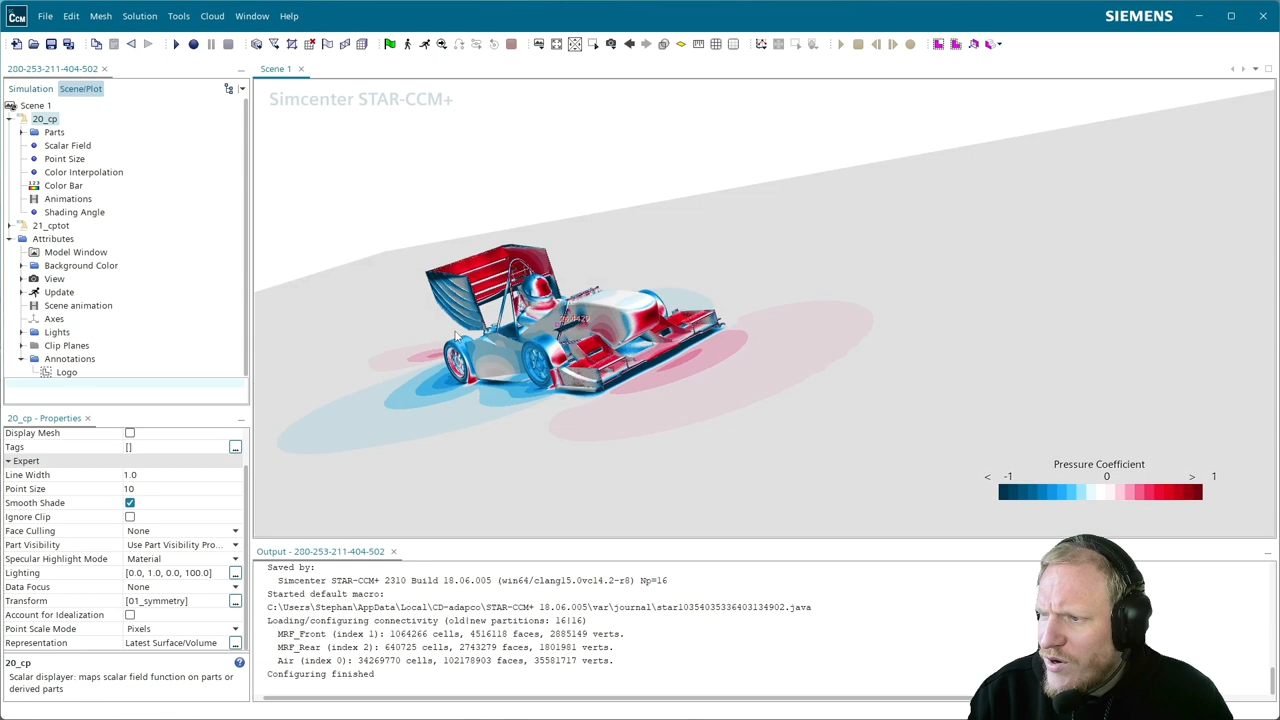 CCM File Edit Mesh Solution Tools Cloud Window Help SIEMENS
280-253-211-404-502
Simulation Scene/Plot
Scene 1
20_cp
Parts
Scalar Field
Point Size
Color Interpolation
Color Bar
Animations
Shading Angle
21_cptot
Attributes
Model Window
Background Color
View
Update
Scene animation
Axes
Lights
Clip Planes
Annotations
Logo
20_cp - Properties
Display Mesh
Tags []
Expert
Line Width 1.0
Point Size 10
Smooth Shade
Ignore Clip
Face Culling None
Part Visibility Use Part Visibility Pro...
Specular Highlight Mode Material
Lighting [0.0, 1.0, 0.0, 100.0]
Data Focus None
Transform [01_symmetry]
Account for Idealization
Point Scale Mode Pixels
Representation Latest Surface/Volume
20_cp
Scalar displayer: maps scalar field function on parts or
derived parts
Scene 1
Simcenter STAR-CCM+
Pressure Coefficient
< -1 0 > 1
Output - 280-253-211-404-502
Saved by:
Simcenter STAR-CCM+ 2310 Build 18.06.005 (win64/clang15.0vc14.2-r8) Np=16
Started default macro:
C:\Users\Stephan\AppData\Local\CD-adapco\STAR-CCM+ 18.06.005\var\journal\star10354035336403134902.java
Loading/configuring connectivity (old|new partitions: 16|16)
MRF_Front (index 1): 1064266 cells, 4516118 faces, 2885149 verts.
MRF_Rear (index 2): 640725 cells, 2743279 faces, 1801981 verts.
Air (index 0): 34269770 cells, 102178903 faces, 35581717 verts.
Configuring finished